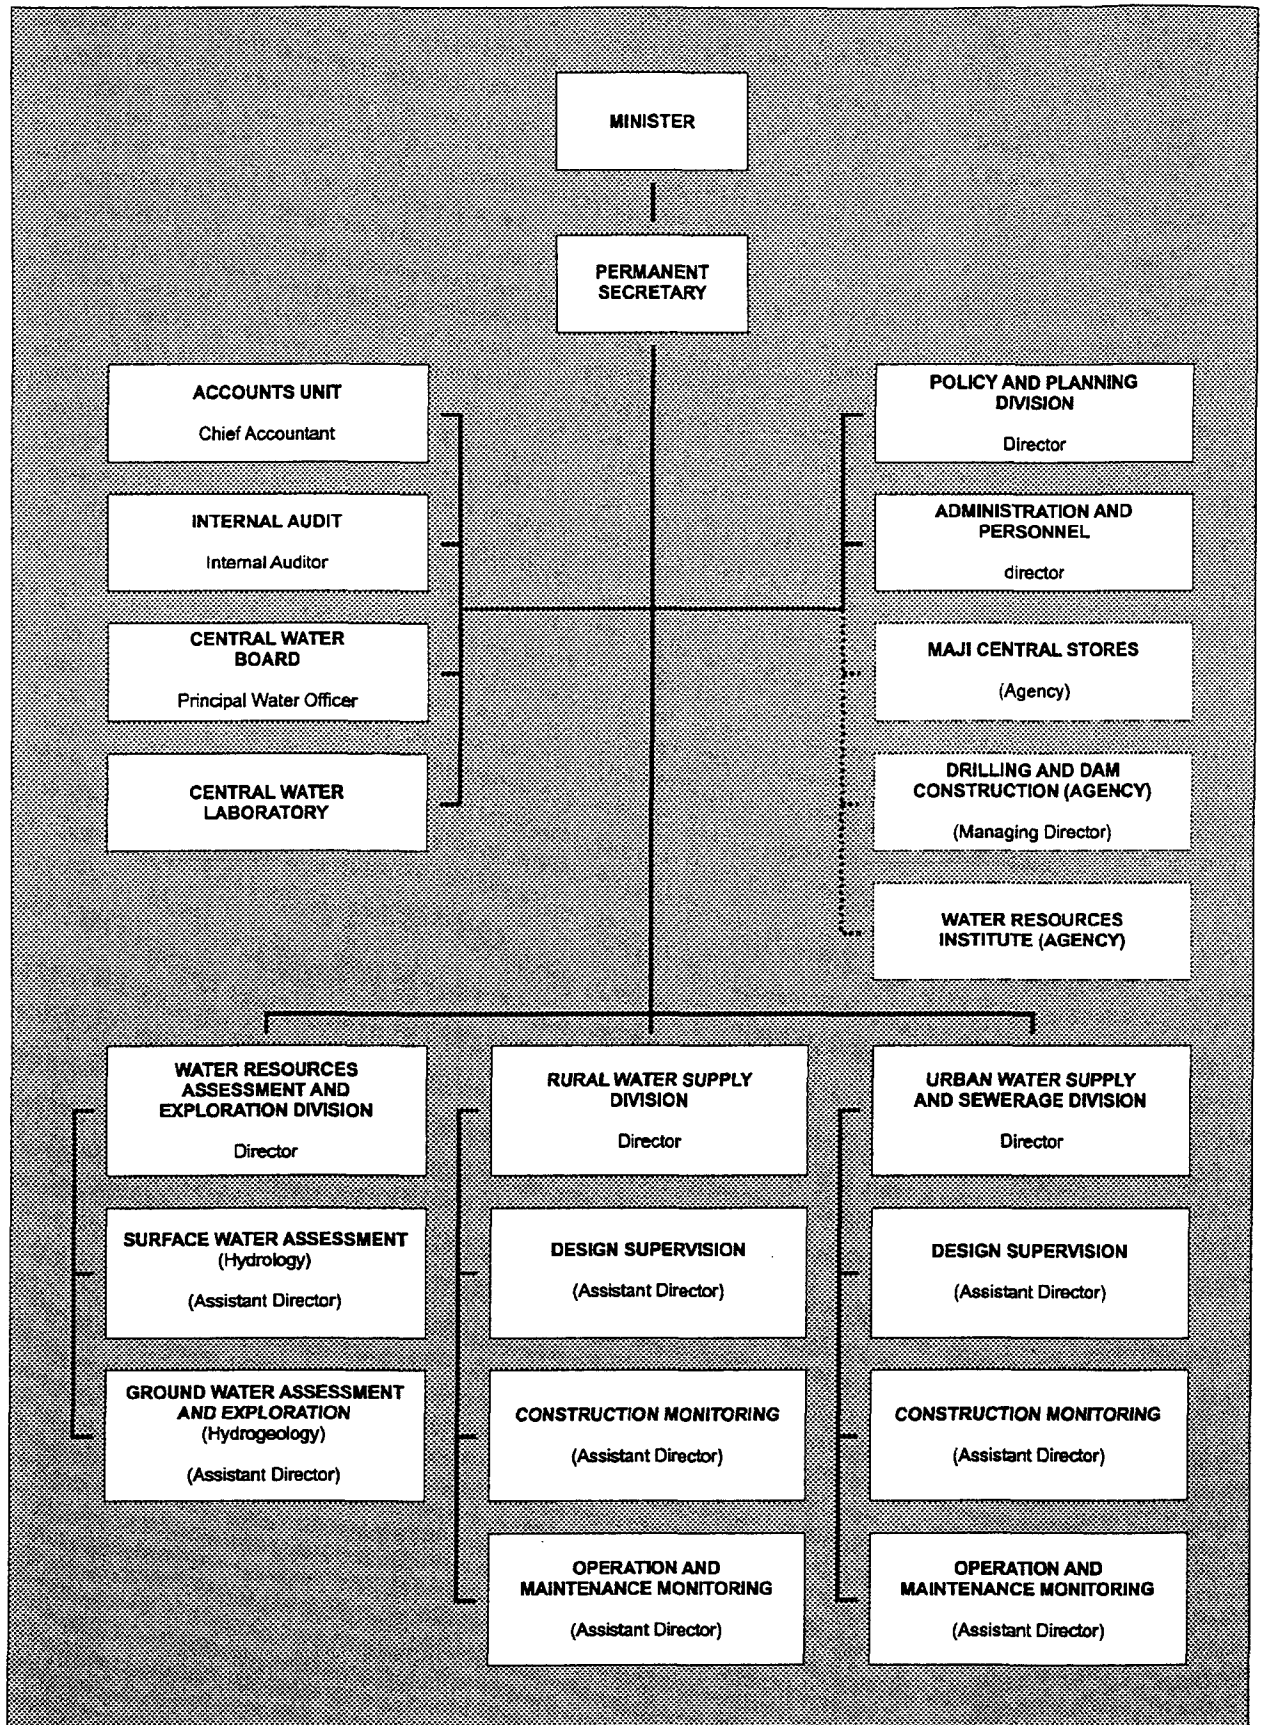 MINISTER
PERMANENT
SECRETARY
ACCOUNTS UNIT
Chief Accountant
INTERNAL AUDIT
Internal Auditor
CENTRAL WATER
BOARD
Principal Water Officer
CENTRAL WATER
LABORATORY
POLICY AND PLANNING
DIVISION
Director
ADMINISTRATION AND
PERSONNEL
director
MAJI CENTRAL STORES
(Agency)
DRILLING AND DAM
CONSTRUCTION (AGENCY)
(Managing Director)
WATER RESOURCES
INSTITUTE (AGENCY)
WATER RESOURCES
ASSESSMENT AND
EXPLORATION DIVISION
Director
SURFACE WATER ASSESSMENT
(Hydrology)
(Assistant Director)
GROUND WATER ASSESSMENT
AND EXPLORATION
(Hydrogeology)
(Assistant Director)
RURAL WATER SUPPLY
DIVISION
Director
DESIGN SUPERVISION
(Assistant Director)
CONSTRUCTION MONITORING
(Assistant Director)
OPERATION AND
MAINTENANCE MONITORING
(Assistant Director)
URBAN WATER SUPPLY
AND SEWERAGE DIVISION
Director
DESIGN SUPERVISION
(Assistant Director)
CONSTRUCTION MONITORING
(Assistant Director)
OPERATION AND
MAINTENANCE MONITORING
(Assistant Director)